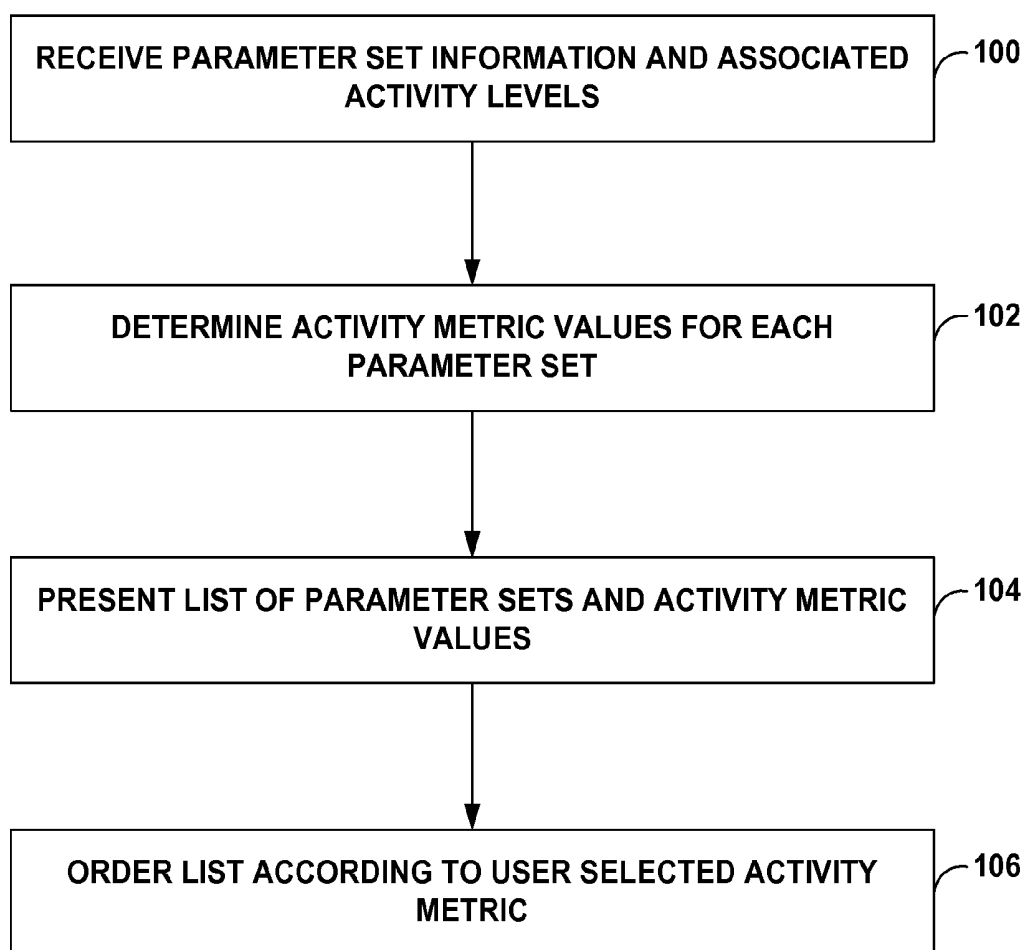 RECEIVE PARAMETER SET INFORMATION AND ASSOCIATED
ACTIVITY LEVELS
100
DETERMINE ACTIVITY METRIC VALUES FOR EACH
PARAMETER SET
102
PRESENT LIST OF PARAMETER SETS AND ACTIVITY METRIC
VALUES
104
ORDER LIST ACCORDING TO USER SELECTED ACTIVITY
METRIC
106